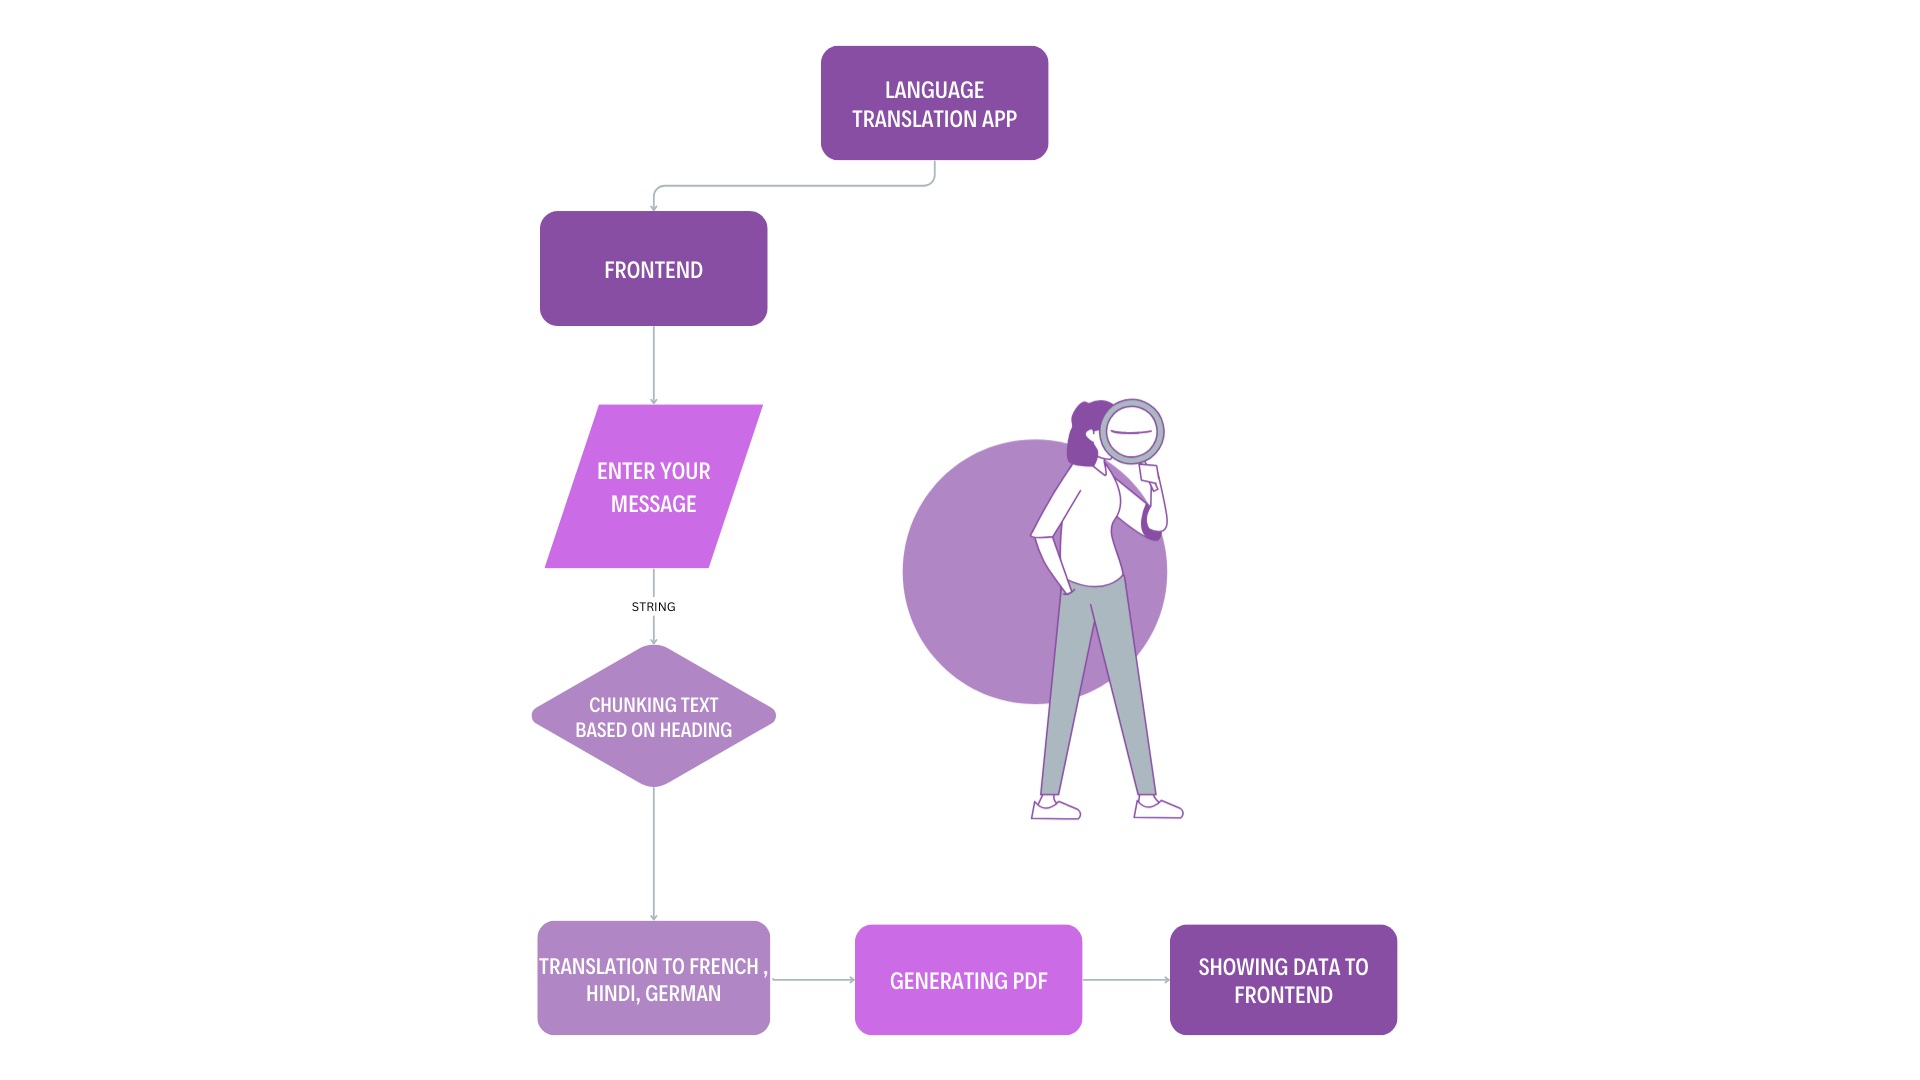 LANGUAGE
TRANSLATION APP
FRONTEND
ENTER YOUR
MESSAGE
STRING
CHUNKING TEXT
BASED ON HEADING
TRANSLATION TO FRENCH ,
HINDI, GERMAN
GENERATING PDF
SHOWING DATA TO
FRONTEND